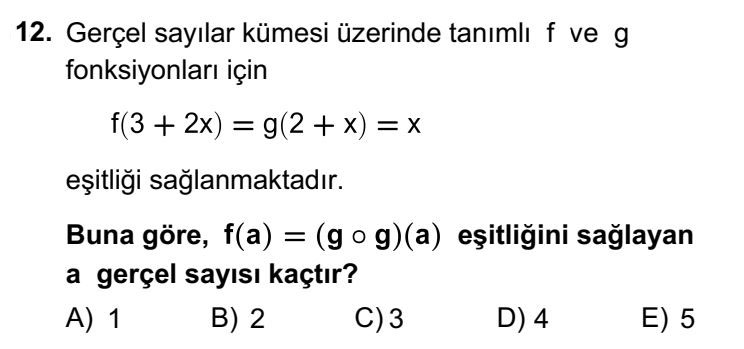 12. Gerçel sayılar kümesi üzerinde tanımlı f ve g
fonksiyonları için
f(3 + 2x) = g(2 + x) = x
eşitliği sağlanmaktadır.
Buna göre, f(a) = (g ∘ g)(a) eşitliğini sağlayan
a gerçel sayısı kaçtır?
A) 1 B) 2 C) 3 D) 4 E) 5